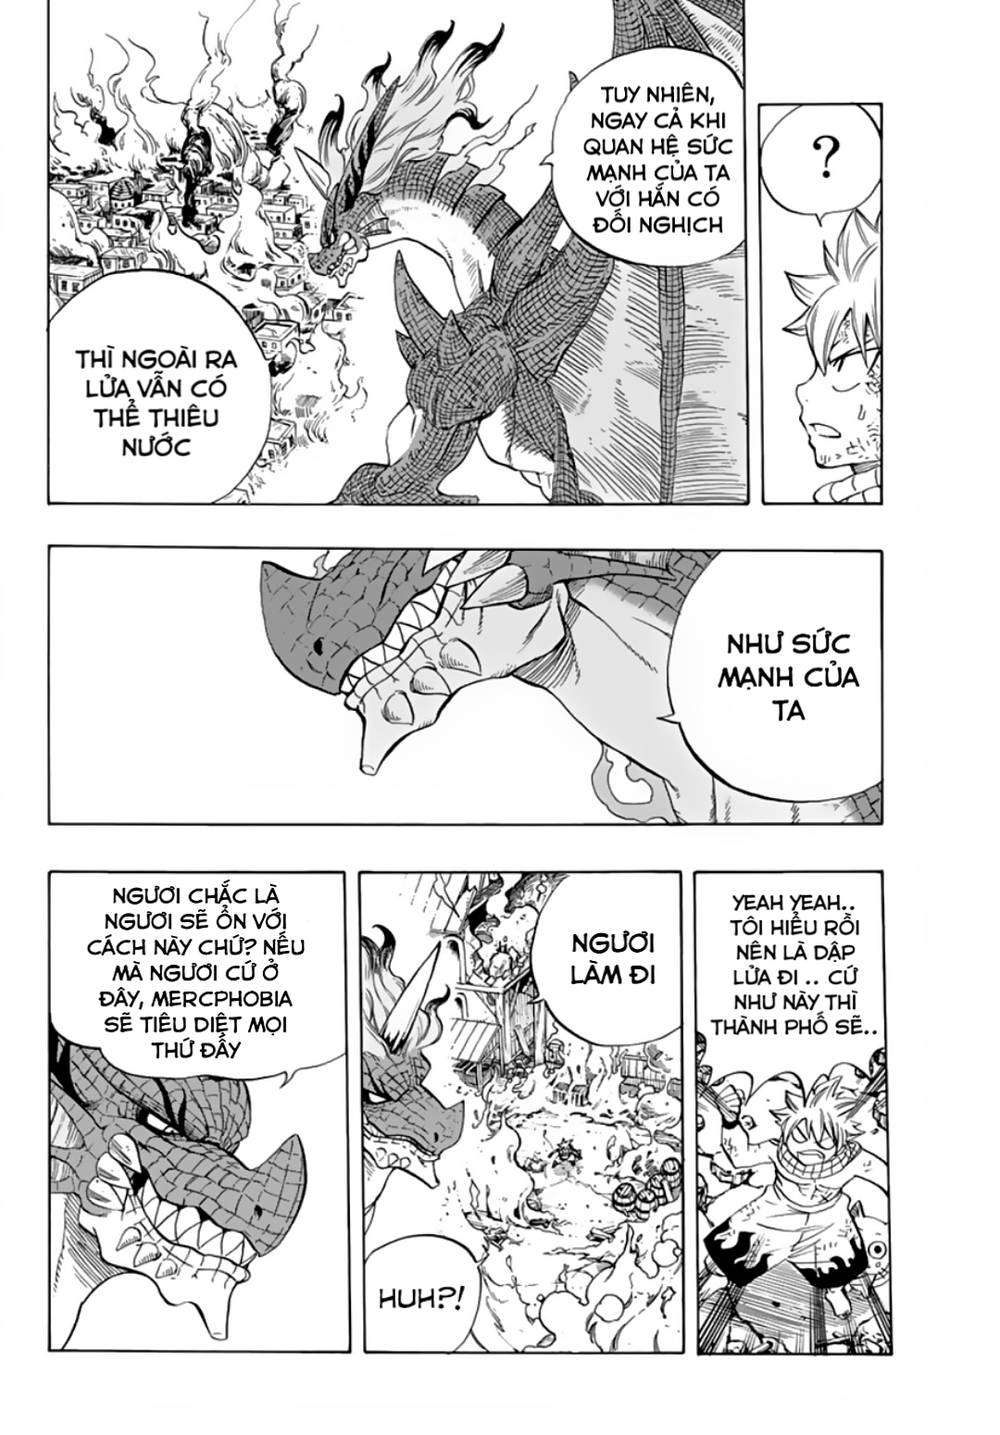 ?
TUY NHIÊN,
NGAY CẢ KHI
QUAN HỆ SỨC
MẠNH CỦA TA
VỚI HẮN CÓ
ĐỐI NGHỊCH
THÌ NGOÀI RA
LỬA VẪN CÓ
THỂ THIÊU
NƯỚC
NHƯ SỨC
MẠNH CỦA
TA
YEAH YEAH..
TÔI HIỂU RỒI
NÊN LÀ DẬP
LỬA ĐI .. CỨ
NHƯ NÀY THÌ
THÀNH PHỐ SẼ..
NGƯƠI
LÀM ĐI
HUH?!
NGƯƠI CHẮC LÀ
NGƯƠI SẼ ỔN VỚI
CÁCH NÀY CHỨ? NẾU
MÀ NGƯƠI CỨ Ở
ĐÂY, MERCPHOBIA
SẼ TIÊU DIỆT MỌI
THỨ ĐẤY